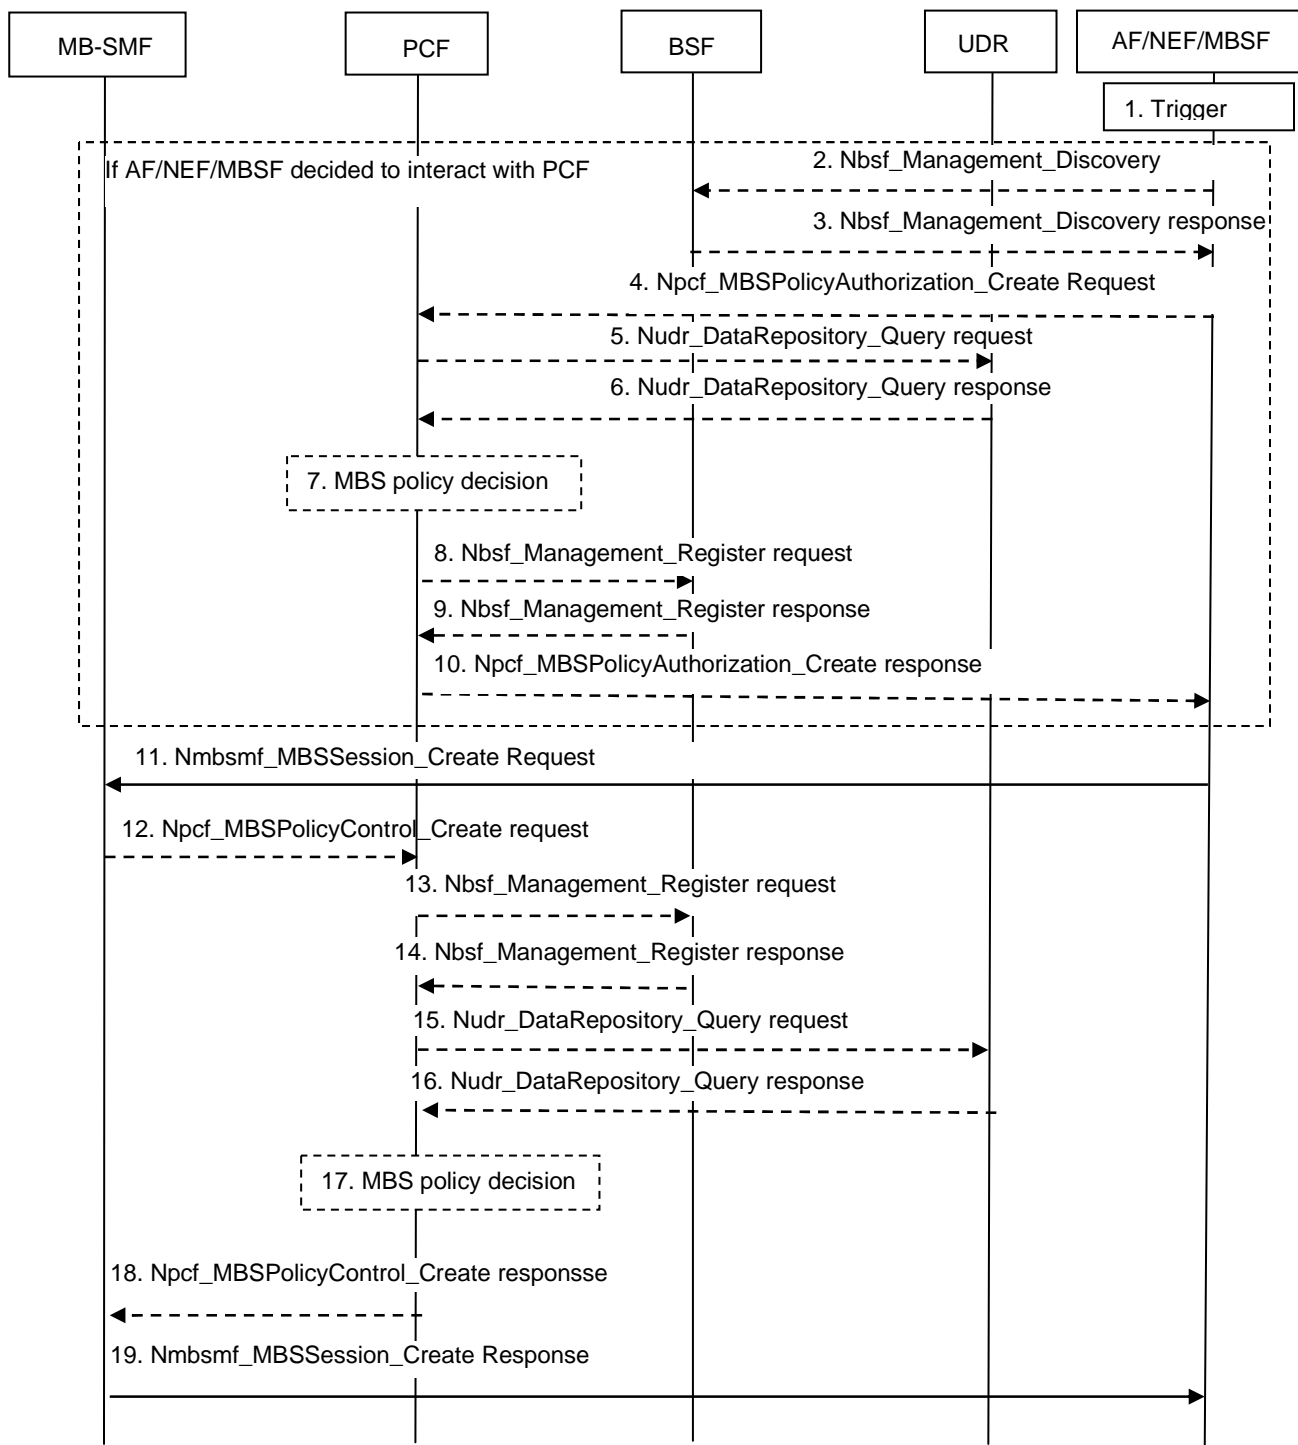 MB-SMF
PCF
BSF
UDR
AF/NEF/MBSF
1. Trigger
If AF/NEF/MBSF decided to interact with PCF
2. Nbsf_Management_Discovery
3. Nbsf_Management_Discovery response
4. Npcf_MBSPolicyAuthorization_Create Request
5. Nudr_DataRepository_Query request
6. Nudr_DataRepository_Query response
7. MBS policy decision
8. Nbsf_Management_Register request
9. Nbsf_Management_Register response
10. Npcf_MBSPolicyAuthorization_Create response
11. Nmbsmf_MBSSession_Create Request
12. Npcf_MBSPolicyControl_Create request
13. Nbsf_Management_Register request
14. Nbsf_Management_Register response
15. Nudr_DataRepository_Query request
16. Nudr_DataRepository_Query response
17. MBS policy decision
18. Npcf_MBSPolicyControl_Create responsse
19. Nmbsmf_MBSSession_Create Response